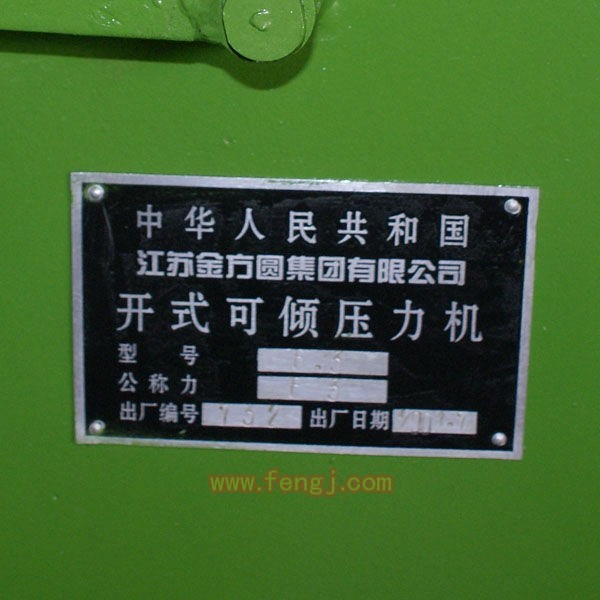 中华人民共和国
江苏金方圆集团有限公司
开式可倾压力机
型 号
公称力
出厂编号 出厂日期
www.fengj.com